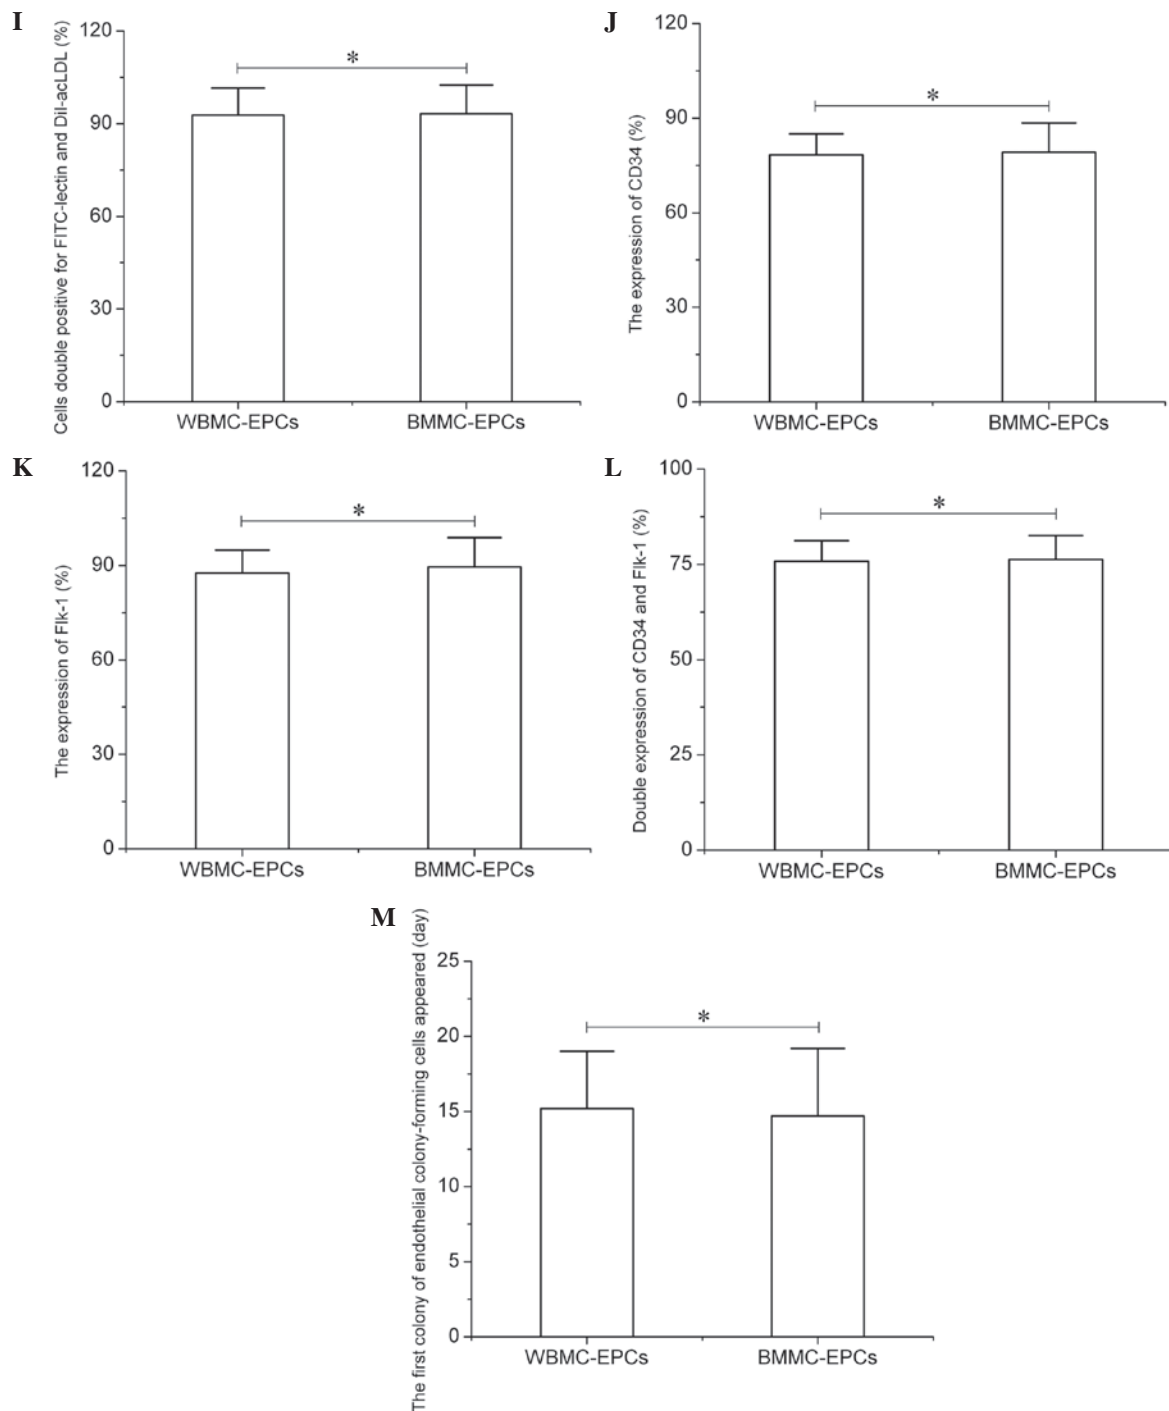 I
Cells double positive for FITC-lectin and Dil-acLDL (%)
120
90
60
30
0
*
WBMC-EPCs
BMMC-EPCs
J
The expression of CD34 (%)
120
90
60
30
0
*
WBMC-EPCs
BMMC-EPCs
K
The expression of Flk-1 (%)
120
90
60
30
0
*
WBMC-EPCs
BMMC-EPCs
L
Double expression of CD34 and Flk-1 (%)
100
75
50
25
0
*
WBMC-EPCs
BMMC-EPCs
M
The first colony of endothelial colony-forming cells appeared (day)
25
20
15
10
5
0
*
WBMC-EPCs
BMMC-EPCs